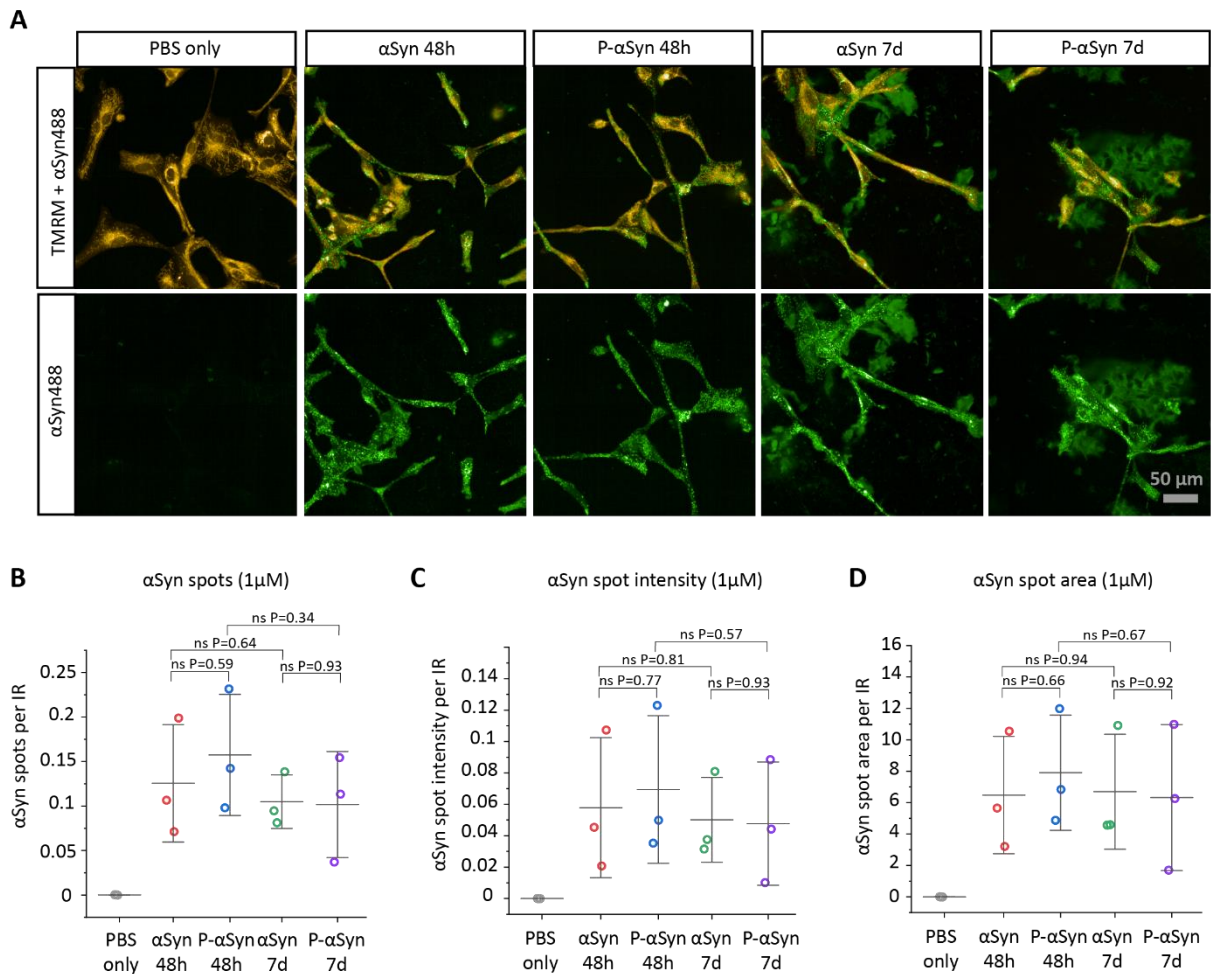 A
PBS only
αSyn 48h
P-αSyn 48h
αSyn 7d
P-αSyn 7d
TMRM + αSyn488
αSyn488
50 µm
B
αSyn spots (1µM)
ns P=0.34
ns P=0.64
ns P=0.59
ns P=0.93
αSyn spots per IR
0.25
0.2
0.15
0.1
0.05
0
PBS only
αSyn 48h
P-αSyn 48h
αSyn 7d
P-αSyn 7d
C
αSyn spot intensity (1µM)
ns P=0.57
ns P=0.81
ns P=0.77
ns P=0.93
αSyn spot intensity per IR
0.14
0.12
0.1
0.08
0.06
0.04
0.02
0
PBS only
αSyn 48h
P-αSyn 48h
αSyn 7d
P-αSyn 7d
D
αSyn spot area (1µM)
ns P=0.67
ns P=0.94
ns P=0.66
ns P=0.92
αSyn spot area per IR
16
14
12
10
8
6
4
2
0
PBS only
αSyn 48h
P-αSyn 48h
αSyn 7d
P-αSyn 7d